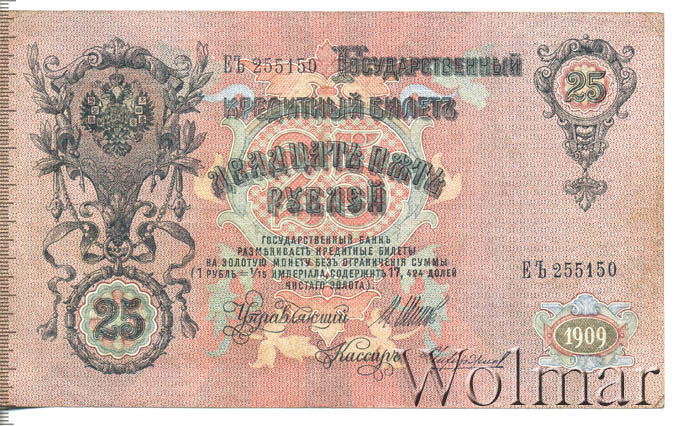 ЕЪ 255150 Государственный
25
Кредитный Билетъ
Двадцать пять
Рублей
Государственный банкъ
размѣниваетъ кредитные билеты
на золотую монету безъ ограниченія суммы
(1 рубль = 1/15 имперіала, содержитъ 17,424 долей
чистаго золота).
ЕЪ 255150
25
Управляющій
1909
Кассиръ
Wolmar